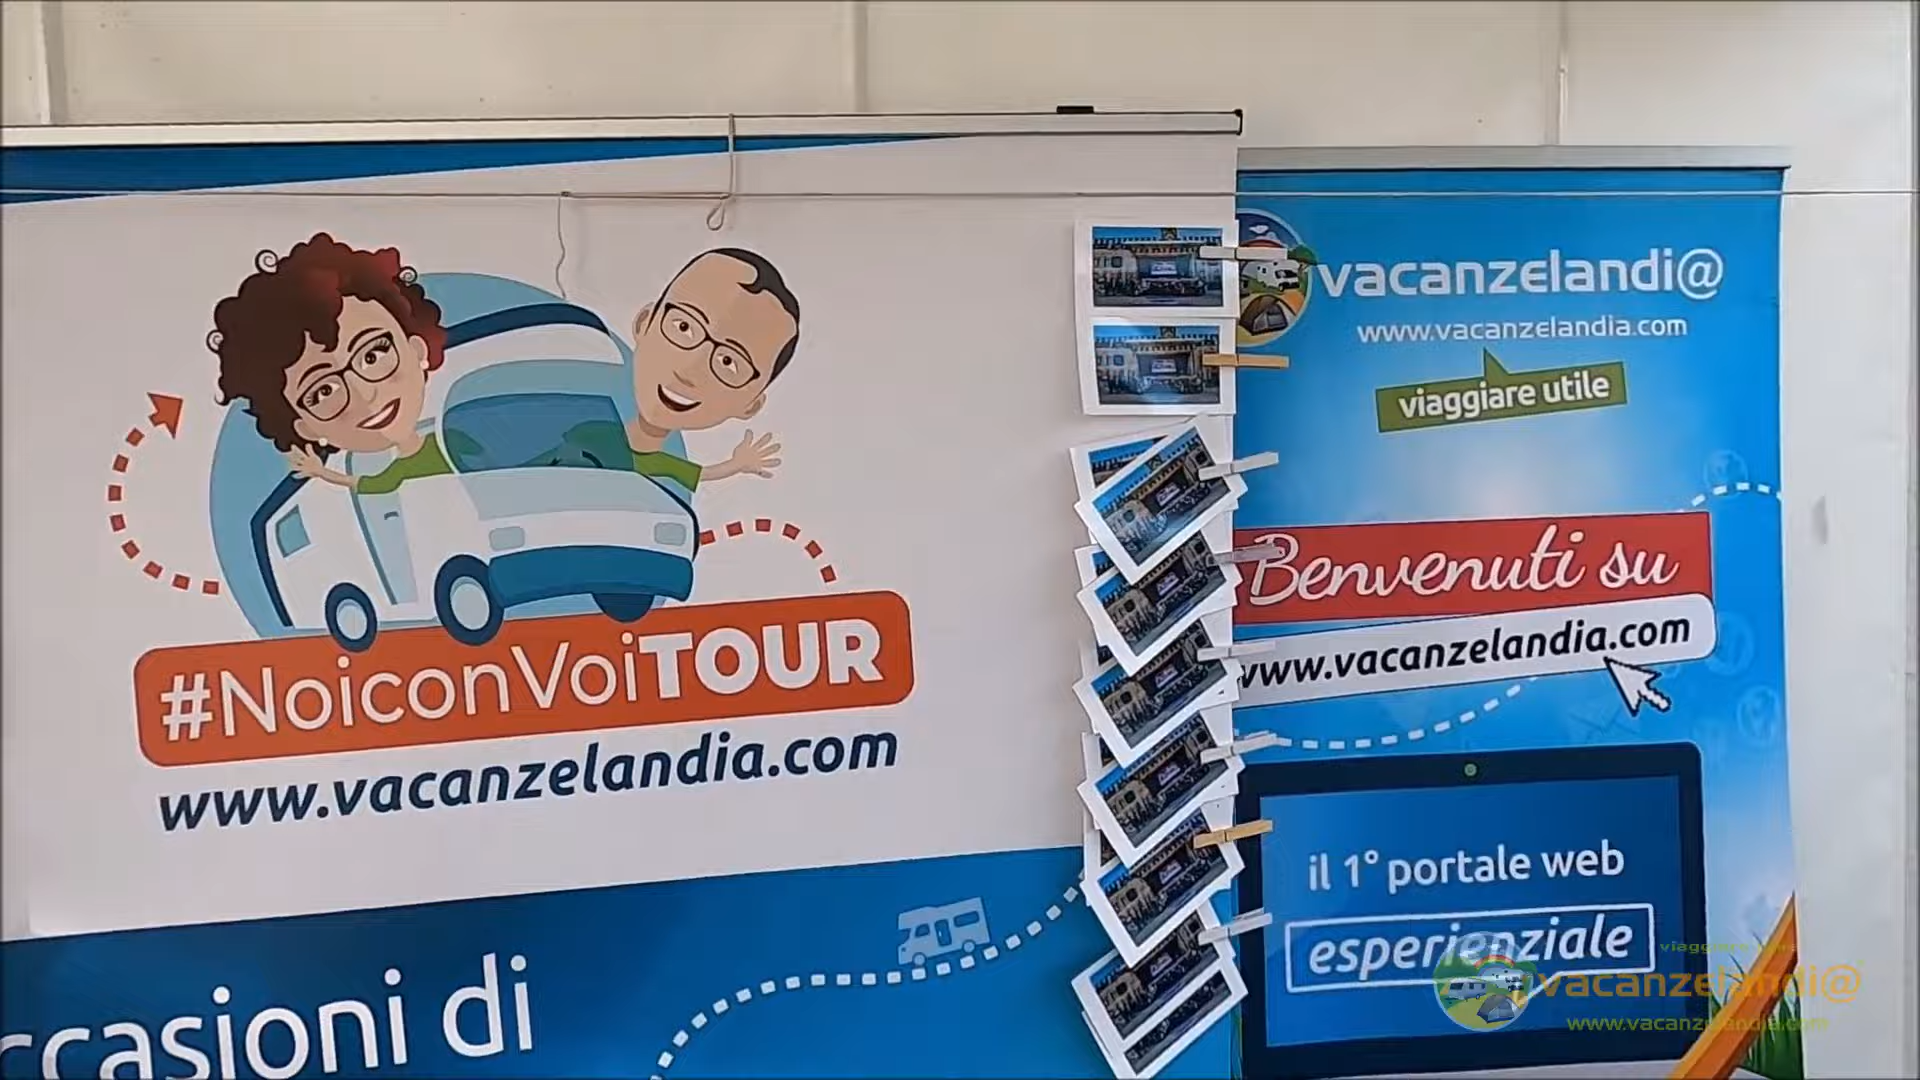 #NoiconVoiTOUR
www.vacanzelandia.com
ccasioni di
vacanzelandi@
www.vacanzelandia.com
viaggiare utile
Benvenuti su
www.vacanzelandia.com
il 1° portale web
esperienziale
viaggiare utile
vacanzelandi@
www.vacanzelandia.com